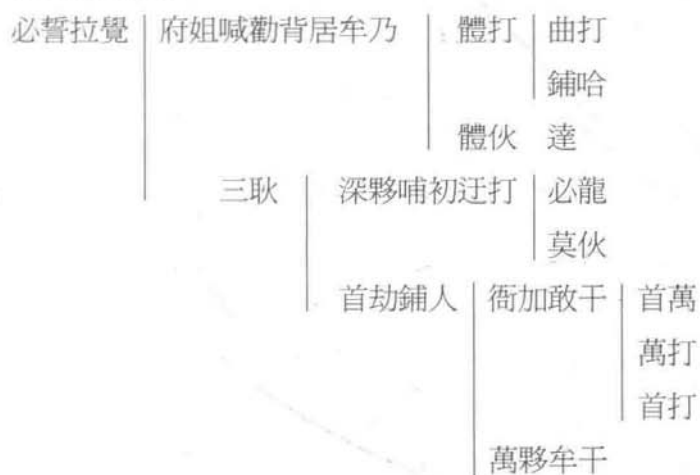 必誓拉覺 府姐喊勸背居牟乃 體打 曲打
鋪哈
體伙 達
三耿 深夥哺初迂打 必龍
莫伙
首劫鋪人 衙加敢干 首萬
萬打
首打
萬夥牟干